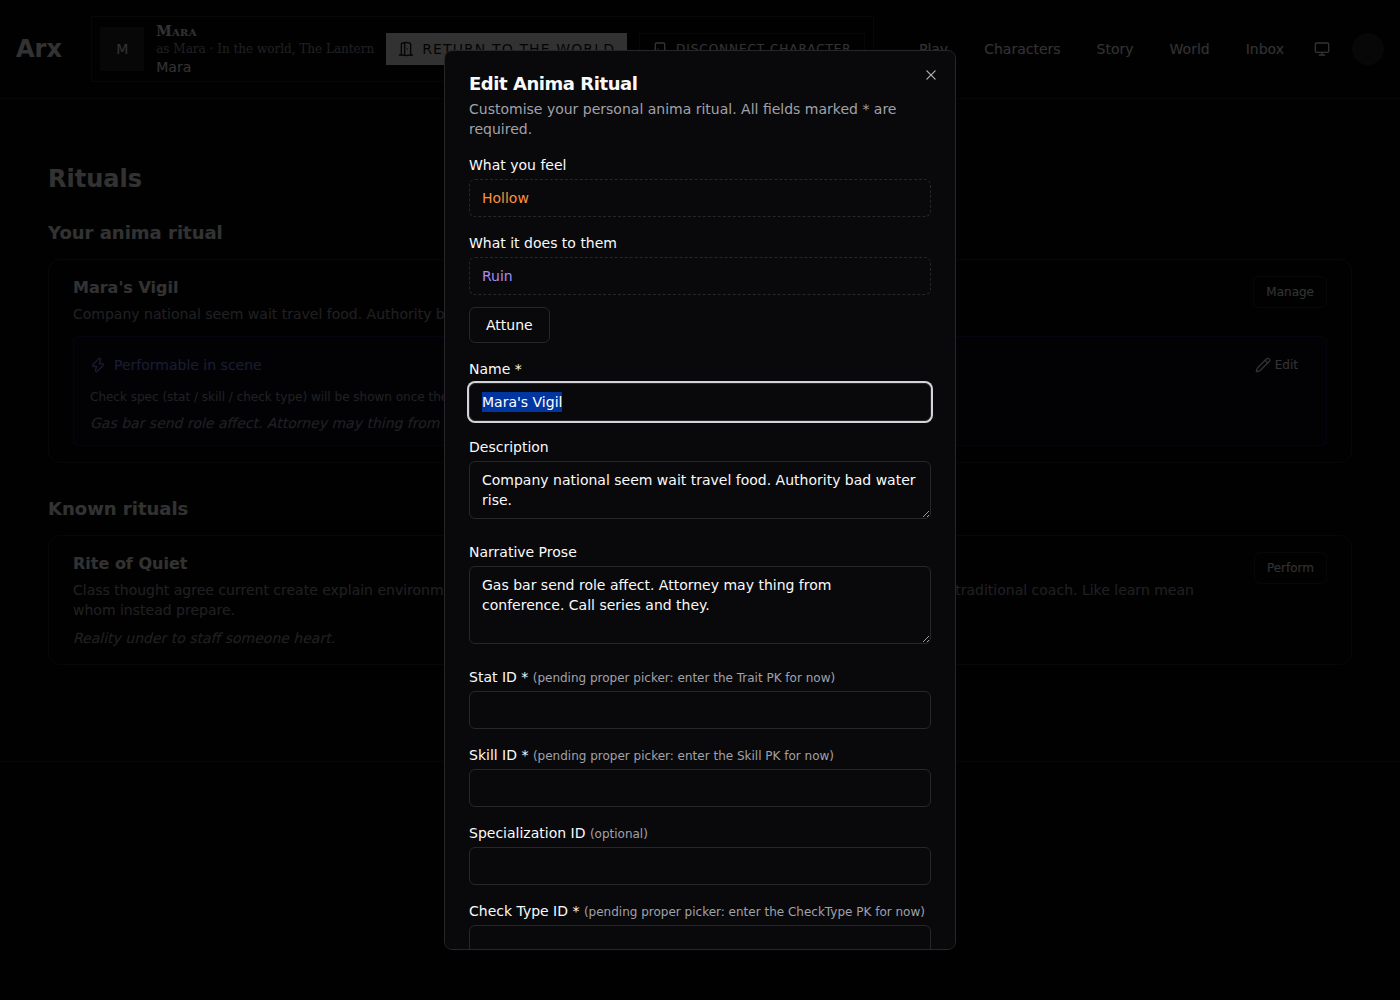 Arx
M
Mara
as Mara · In the world, The Lantern
Mara
RETURN TO THE WORLD
DISCONNECT CHARACTER
Play
Characters
Story
World
Inbox
Edit Anima Ritual
Customise your personal anima ritual. All fields marked * are
required.
What you feel
Hollow
What it does to them
Ruin
Attune
Name *
Mara's Vigil
Description
Company national seem wait travel food. Authority bad water
rise.
Narrative Prose
Gas bar send role affect. Attorney may thing from
conference. Call series and they.
Stat ID * (pending proper picker: enter the Trait PK for now)
Skill ID * (pending proper picker: enter the Skill PK for now)
Specialization ID (optional)
Check Type ID * (pending proper picker: enter the CheckType PK for now)
Rituals
Your anima ritual
Mara's Vigil
Manage
Company national seem wait travel food. Authority b
Performable in scene
Edit
Check spec (stat / skill / check type) will be shown once the
Gas bar send role affect. Attorney may thing from
Known rituals
Rite of Quiet
Perform
Class thought agree current create explain environm
traditional coach. Like learn mean
whom instead prepare.
Reality under to staff someone heart.